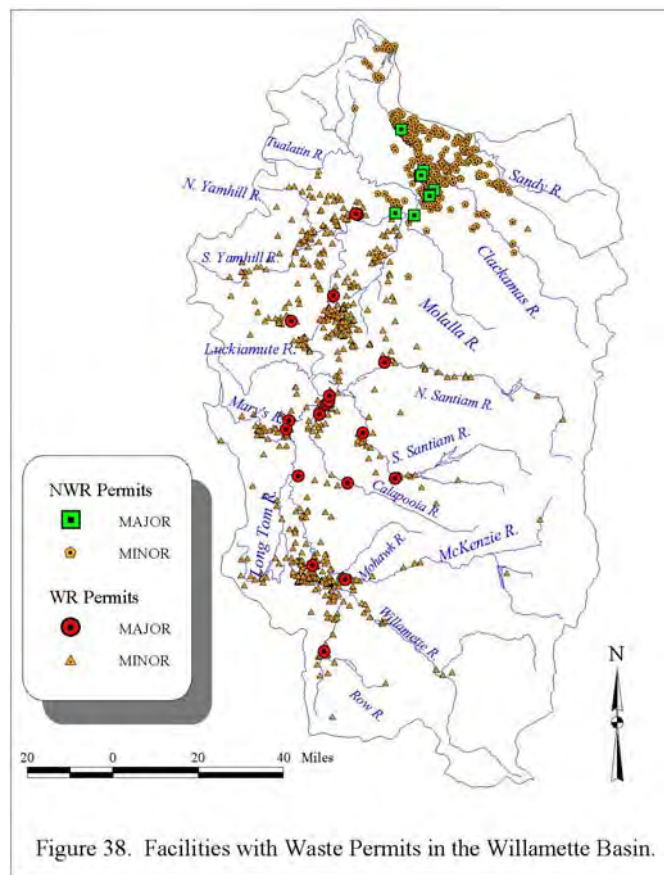 Tualatin R.
Sandy R.
N. Yamhill R.
S. Yamhill R.
Clackamas R.
Molalla R.
Luckiamute R.
N. Santiam R.
Mary's R.
S. Santiam R.
Calapooia R.
Long Tom R.
Mohawk R.
McKenzie R.
Willamette R.
Row R.
NWR Permits
MAJOR
MINOR
WR Permits
MAJOR
MINOR
N
20 0 20 40 Miles
Figure 38. Facilities with Waste Permits in the Willamette Basin.